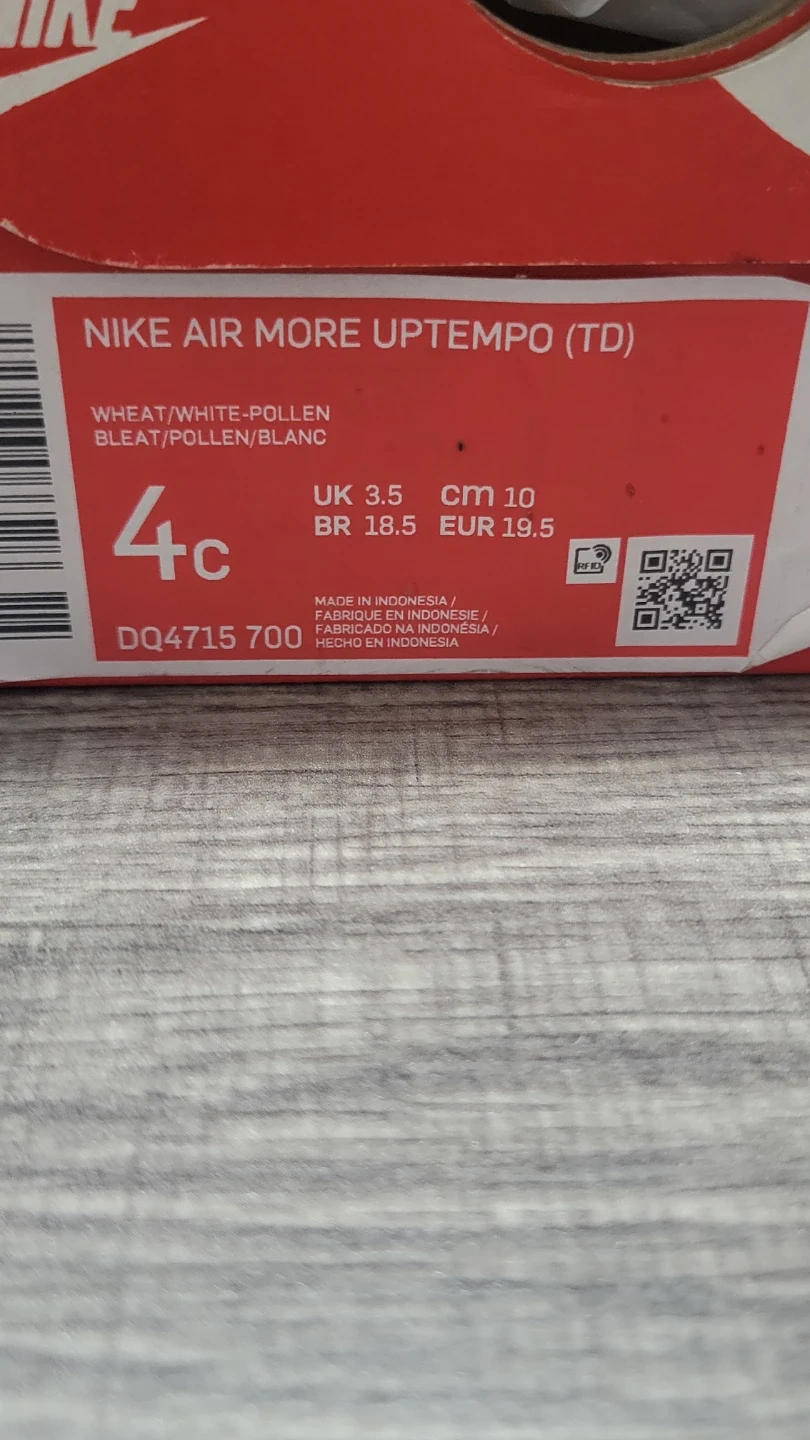 NIKE
NIKE AIR MORE UPTEMPO (TD)
WHEAT/WHITE-POLLEN
BLEAT/POLLEN/BLANC
4C
UK 3.5 cm 10
BR 18.5 EUR 19.5
RFID
DQ4715 700
MADE IN INDONESIA /
FABRIQUE EN INDONESIE /
FABRICADO NA INDONÉSIA /
HECHO EN INDONESIA